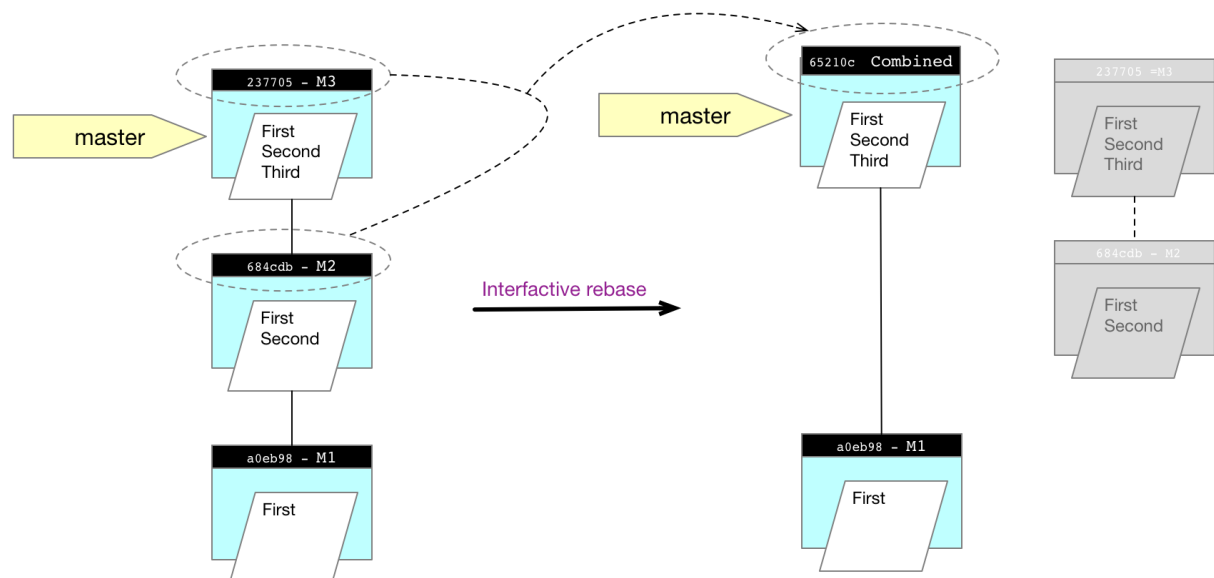 237705 - M3
master
First
Second
Third
684cdb - M2
First
Second
a0eb98 - M1
First
Interfactive rebase
65210c Combined
master
First
Second
Third
a0eb98 - M1
First
237705 =M3
First
Second
Third
684cdb - M2
First
Second